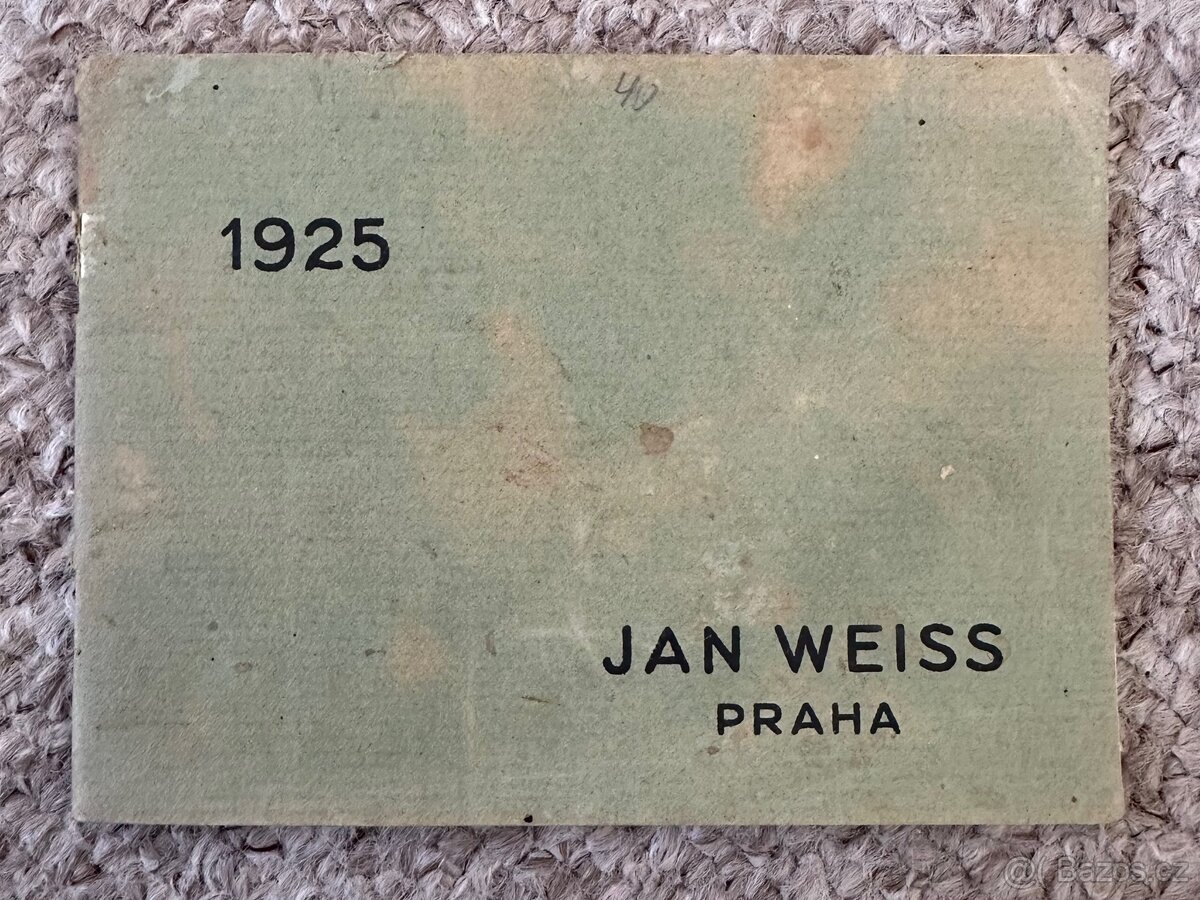 40
1925
JAN WEISS
PRAHA
@ Bazos.cz